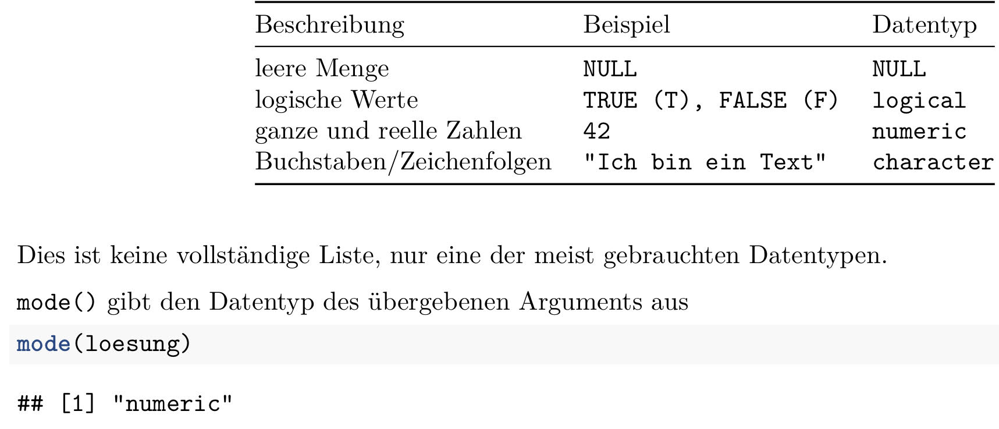 Beschreibung Beispiel Datentyp
leere Menge NULL NULL
logische Werte TRUE (T), FALSE (F) logical
ganze und reelle Zahlen 42 numeric
Buchstaben/Zeichenfolgen "Ich bin ein Text" character
Dies ist keine vollständige Liste, nur eine der meist gebrauchten Datentypen.
mode() gibt den Datentyp des übergebenen Arguments aus
mode(loesung)
## [1] "numeric"